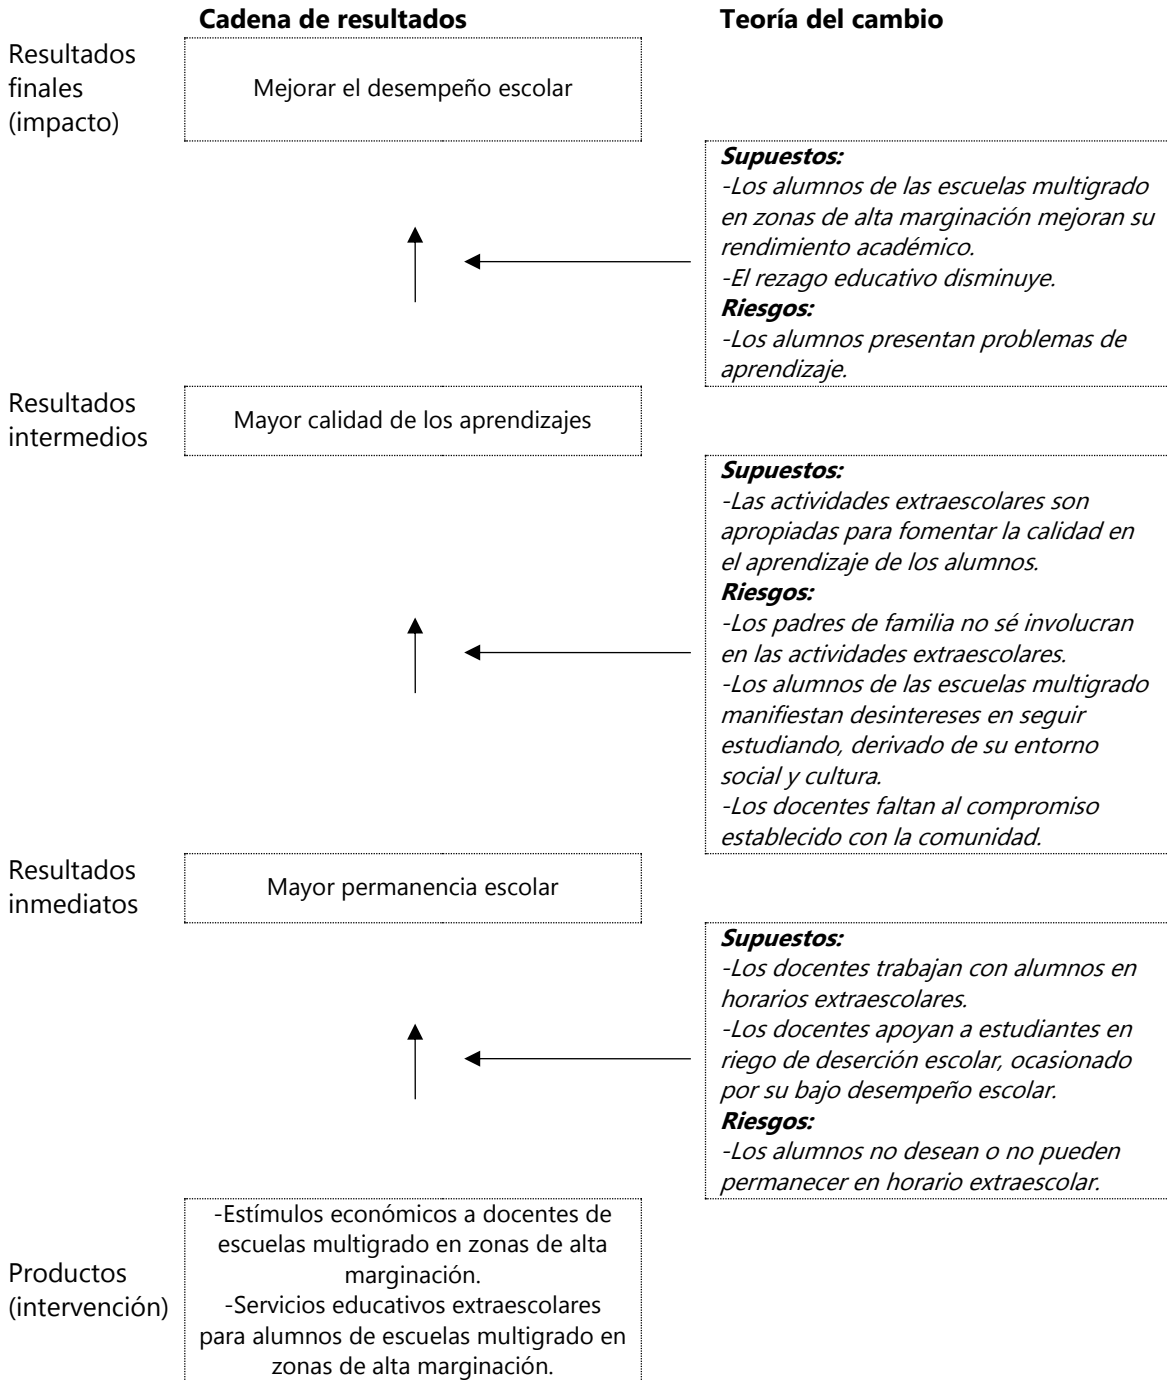 Cadena de resultados
Teoría del cambio
Resultados
finales
(impacto)
Mejorar el desempeño escolar
Supuestos:
-Los alumnos de las escuelas multigrado
en zonas de alta marginación mejoran su
rendimiento académico.
-El rezago educativo disminuye.
Riesgos:
-Los alumnos presentan problemas de
aprendizaje.
Resultados
intermedios
Mayor calidad de los aprendizajes
Supuestos:
-Las actividades extraescolares son
apropiadas para fomentar la calidad en
el aprendizaje de los alumnos.
Riesgos:
-Los padres de familia no sé involucran
en las actividades extraescolares.
-Los alumnos de las escuelas multigrado
manifiestan desintereses en seguir
estudiando, derivado de su entorno
social y cultura.
-Los docentes faltan al compromiso
establecido con la comunidad.
Resultados
inmediatos
Mayor permanencia escolar
Supuestos:
-Los docentes trabajan con alumnos en
horarios extraescolares.
-Los docentes apoyan a estudiantes en
riego de deserción escolar, ocasionado
por su bajo desempeño escolar.
Riesgos:
-Los alumnos no desean o no pueden
permanecer en horario extraescolar.
Productos
(intervención)
-Estímulos económicos a docentes de
escuelas multigrado en zonas de alta
marginación.
-Servicios educativos extraescolares
para alumnos de escuelas multigrado en
zonas de alta marginación.